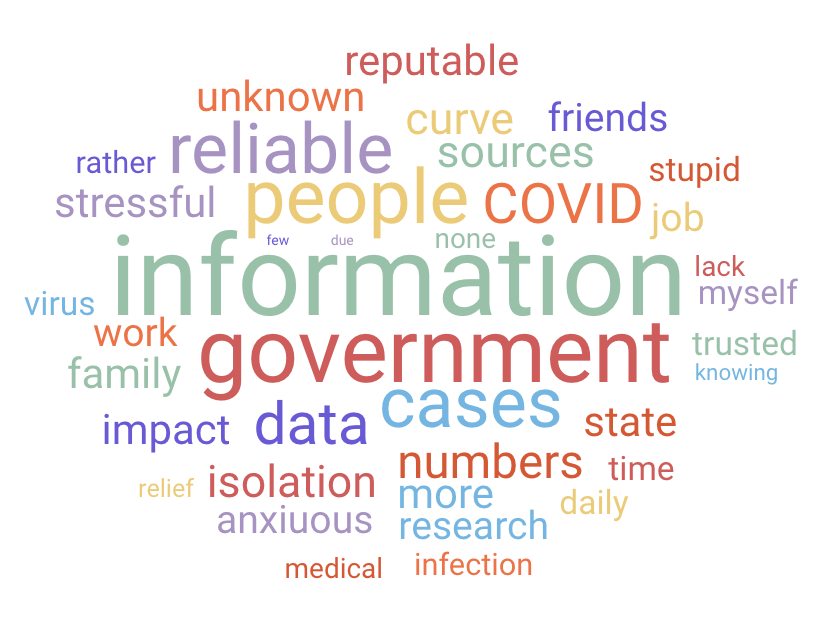 reputable
unknown
curve friends
rather reliable sources stupid
stressful people COVID job
few due none
information lack
virus myself
work government trusted
family knowing
impact data cases state
numbers time
relief isolation more daily
anxiuous research
medical infection